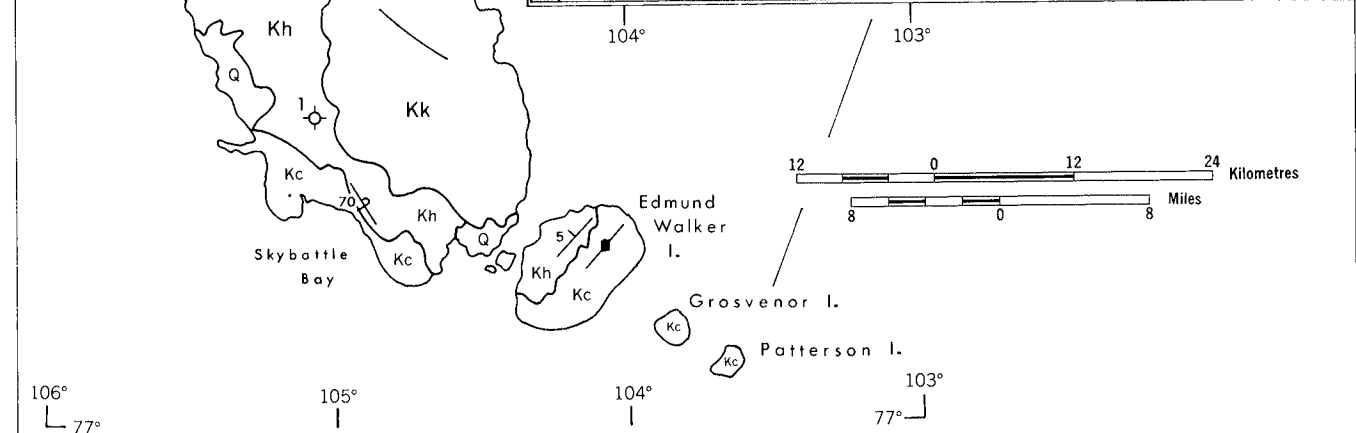 Kh
104°
103°
Q
1
Kk
12 0 12 24 Kilometres
Kc
8 0 8 Miles
70
Edmund
Walker
I.
Kh
Q
5
Skybattle
Bay
Kc
Kh
Kc
Grosvenor I.
Kc
Patterson I.
Kc
106°
105°
104°
103°
77°
77°